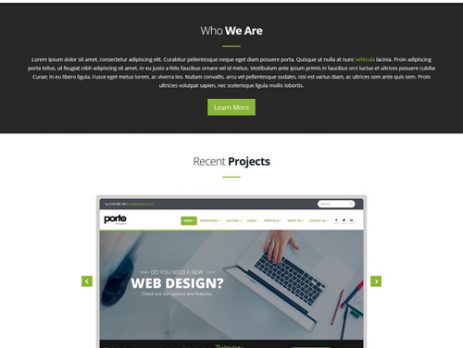 Who We Are
Lorem ipsum dolor sit amet, consectetur adipiscing elit. Curabitur pellentesque neque eget diam posuere porta. Quisque ut nulla at nunc vehicula lacinia. Proin adipiscing
porta tellus, ut feugiat nibh adipiscing sit amet. In eu justo a felis faucibus ornare vel id metus. Vestibulum ante ipsum primis in faucibus orci luctus et ultrices posuere cubilia
Curae; In eu libero ligula. Fusce eget metus lorem, ac viverra leo. Nullam convallis, arcu vel pellentesque sodales, nisi est varius diam, ac ultrices sem ante quis sem. Proin
ultricies volutpat sapien, nec scelerisque ligula mollis lobortis.
Learn More
Recent Projects
porto
HOME
ABOUT US
CONTACT US
DO YOU NEED A NEW
WEB DESIGN?
Check out our options and features.